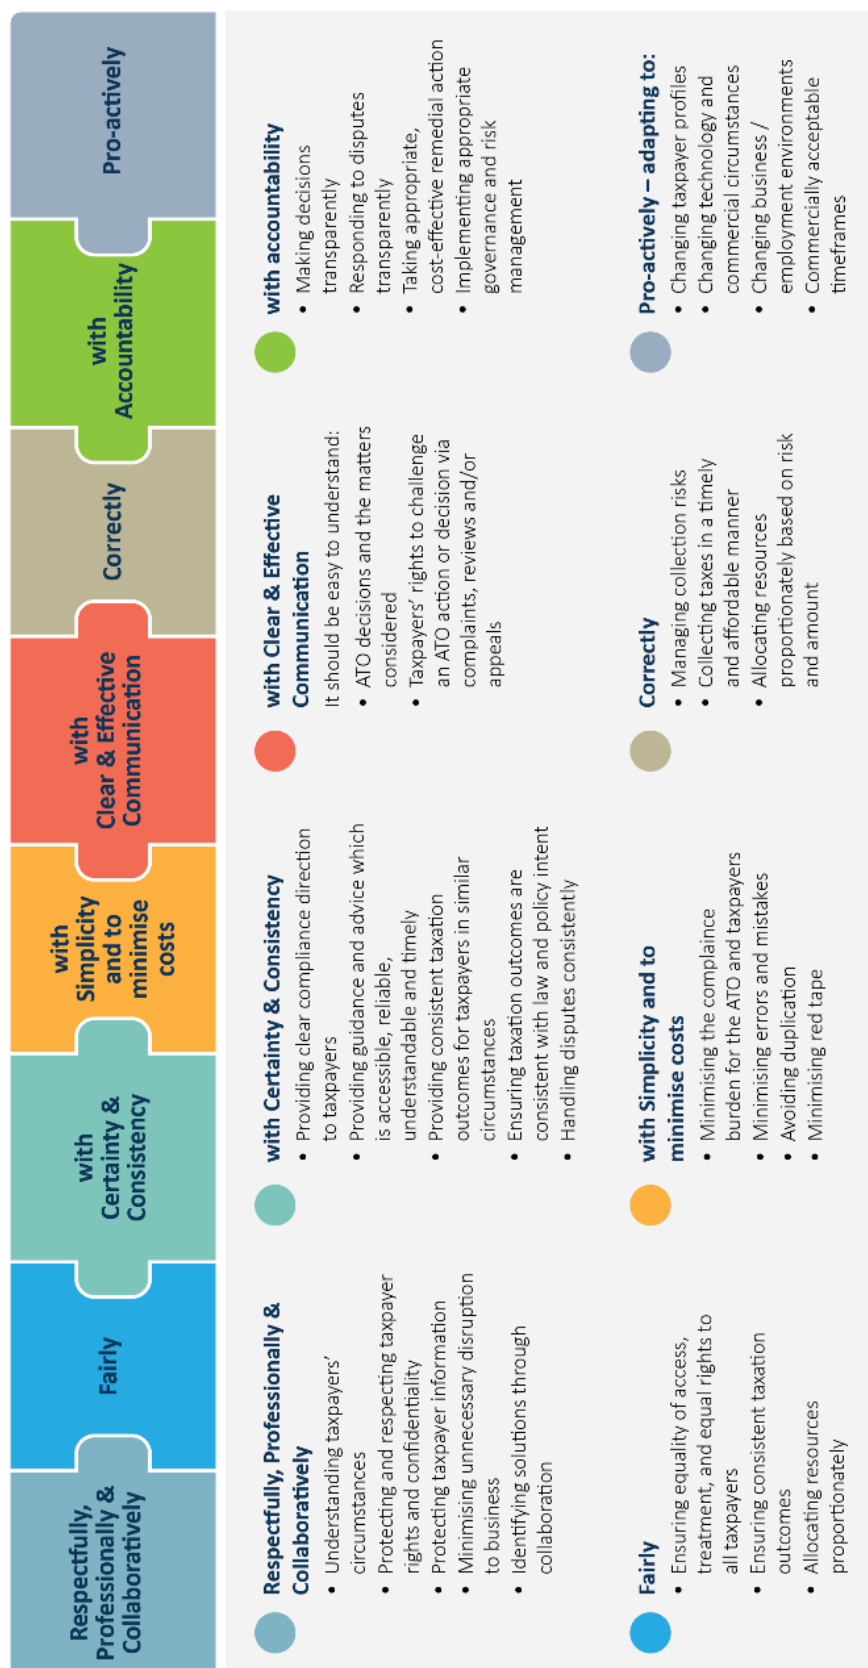 Respectfully,
Professionally &
Collaboratively
Fairly
with
Certainty &
Consistency
with
Simplicity
and to
minimise
costs
with
Clear & Effective
Communication
Correctly
with
Accountability
Pro-actively
Respectfully, Professionally &
Collaboratively
• Understanding taxpayers'
circumstances
• Protecting and respecting taxpayer
rights and confidentiality
• Protecting taxpayer information
• Minimising unnecessary disruption
to business
• Identifying solutions through
collaboration
with Certainty & Consistency
• Providing clear compliance direction
to taxpayers
• Providing guidance and advice which
is accessible, reliable,
understandable and timely
• Providing consistent taxation
outcomes for taxpayers in similar
circumstances
• Ensuring taxation outcomes are
consistent with law and policy intent
• Handling disputes consistently
with Clear & Effective
Communication
It should be easy to understand:
• ATO decisions and the matters
considered
• Taxpayers' rights to challenge
an ATO action or decision via
complaints, reviews and/or
appeals
with accountability
• Making decisions
transparently
• Responding to disputes
transparently
• Taking appropriate,
cost-effective remedial action
• Implementing appropriate
governance and risk
management
Fairly
• Ensuring equality of access,
treatment, and equal rights to
all taxpayers
• Ensuring consistent taxation
outcomes
• Allocating resources
proportionately
with Simplicity and to
minimise costs
• Minimising the complaince
burden for the ATO and taxpayers
• Minimising errors and mistakes
• Avoiding duplication
• Minimising red tape
Correctly
• Managing collection risks
• Collecting taxes in a timely
and affordable manner
• Allocating resources
proportionately based on risk
and amount
Pro-actively – adapting to:
• Changing taxpayer profiles
• Changing technology and
commercial circumstances
• Changing business /
employment environments
• Commercially acceptable
timeframes